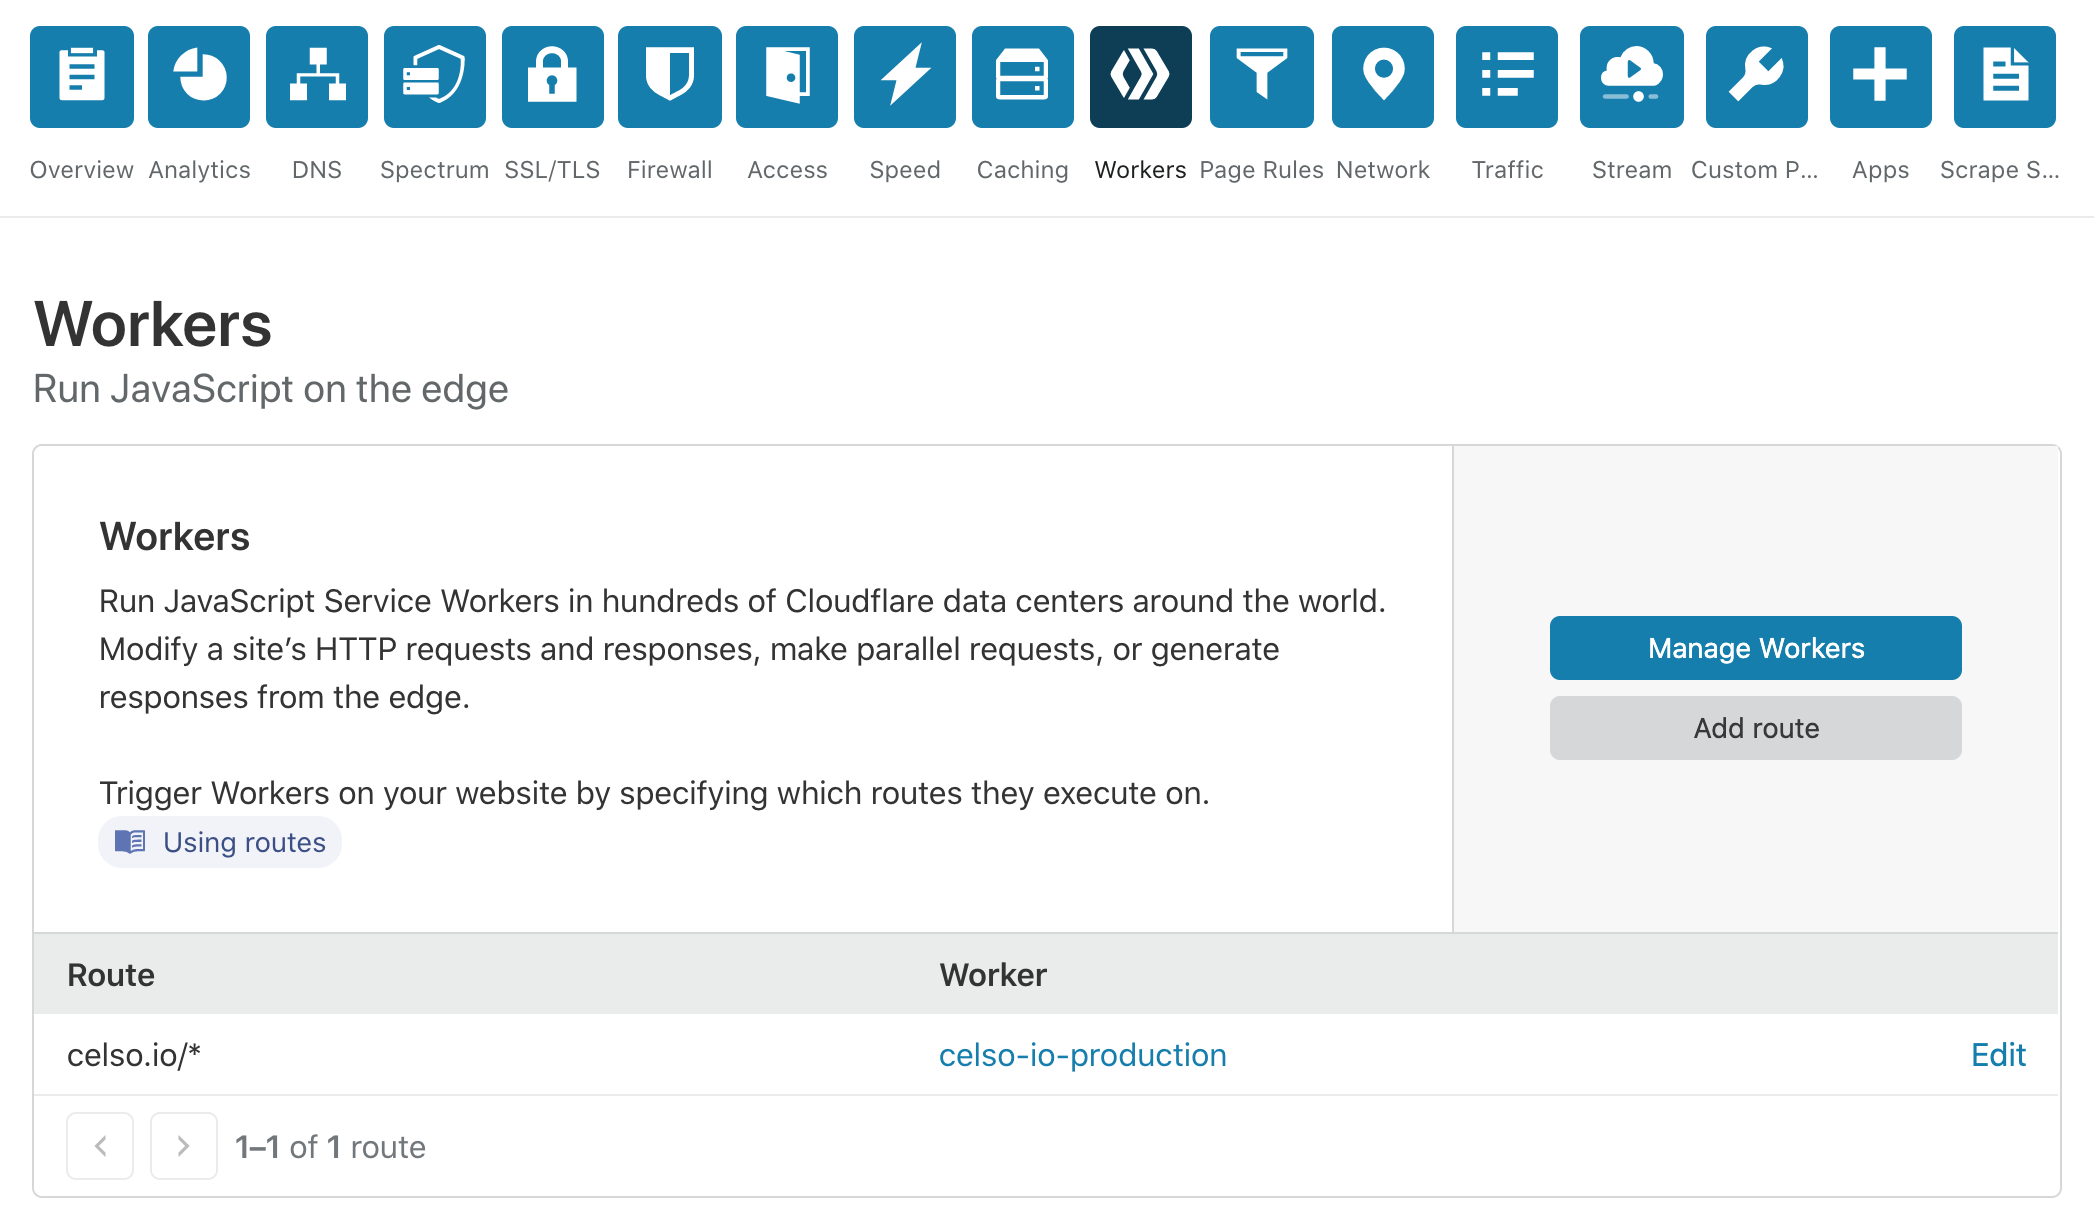 Overview Analytics DNS Spectrum SSL/TLS Firewall Access Speed Caching Workers Page Rules Network Traffic Stream Custom P... Apps Scrape S...
Workers
Run JavaScript on the edge
Workers
Run JavaScript Service Workers in hundreds of Cloudflare data centers around the world.
Modify a site’s HTTP requests and responses, make parallel requests, or generate
responses from the edge.
Trigger Workers on your website by specifying which routes they execute on.
Using routes
Manage Workers
Add route
Route Worker
celso.io/* celso-io-production Edit
1–1 of 1 route